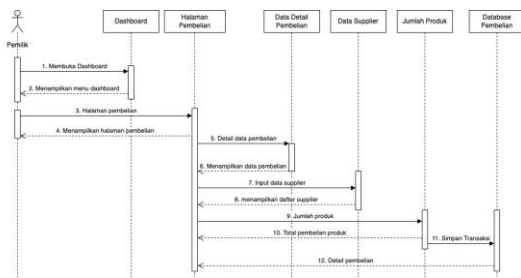 Dashboard
Halaman
Pembelian
Data Detail
Pembelian
Data Supplier
Jumlah Produk
Database
Pembelian
Pemilik
1. Membuka Dashboard
2. Menampilkan menu dashboard
3. Halaman pembelian
4. Menampilkan halaman pembelian
5. Detail data pembelian
6. Menampilkan data pembelian
7. Input data supplier
8. menampilkan daftar supplier
9. Jumlah produk
10. Total pembelian produk
11. Simpan Transaksi
12. Detail pembelian